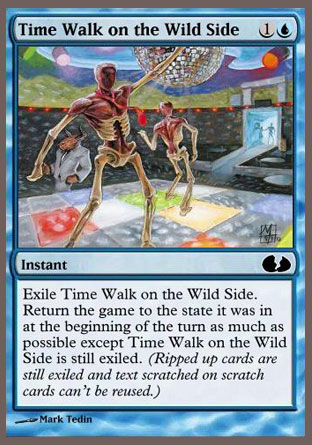 Time Walk on the Wild Side 1
Instant
Exile Time Walk on the Wild Side.
Return the game to the state it was in
at the beginning of the turn as much as
possible except Time Walk on the Wild
Side is still exiled. (Ripped up cards are
still exiled and text scratched on scratch
cards can't be reused.)
Mark Tedin